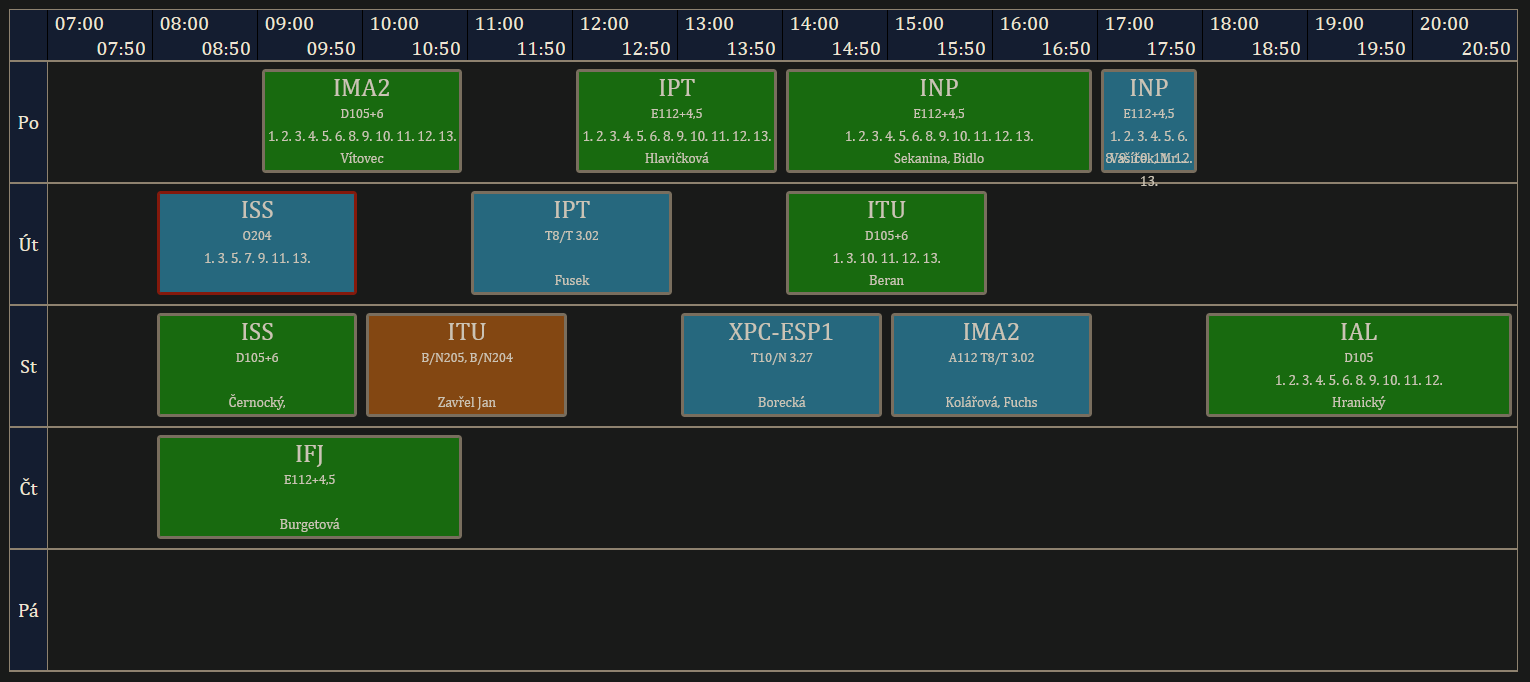 07:00 08:00 09:00 10:00 11:00 12:00 13:00 14:00 15:00 16:00 17:00 18:00 19:00 20:00
07:50 08:50 09:50 10:50 11:50 12:50 13:50 14:50 15:50 16:50 17:50 18:50 19:50 20:50
Po
IMA2
D105+6
1. 2. 3. 4. 5. 6. 8. 9. 10. 11. 12. 13.
Vítovec
IPT
E112+4,5
1. 2. 3. 4. 5. 6. 8. 9. 10. 11. 12. 13.
Hlavičková
INP
E112+4,5
1. 2. 3. 4. 5. 6. 8. 9. 10. 11. 12. 13.
Sekanina, Bidlo
INP
E112+4,5
1. 2. 3. 4. 5. 6.
13.
Út
ISS
O204
1. 3. 5. 7. 9. 11. 13.
IPT
T8/T 3.02
Fusek
ITU
D105+6
1. 3. 10. 11. 12. 13.
Beran
St
ISS
D105+6
Černocký,
ITU
B/N205, B/N204
Zavřel Jan
XPC-ESP1
T10/N 3.27
Borecká
IMA2
A112 T8/T 3.02
Kolářová, Fuchs
IAL
D105
1. 2. 3. 4. 5. 6. 8. 9. 10. 11. 12.
Hranický
Čt
IFJ
E112+4,5
Burgetová
Pá